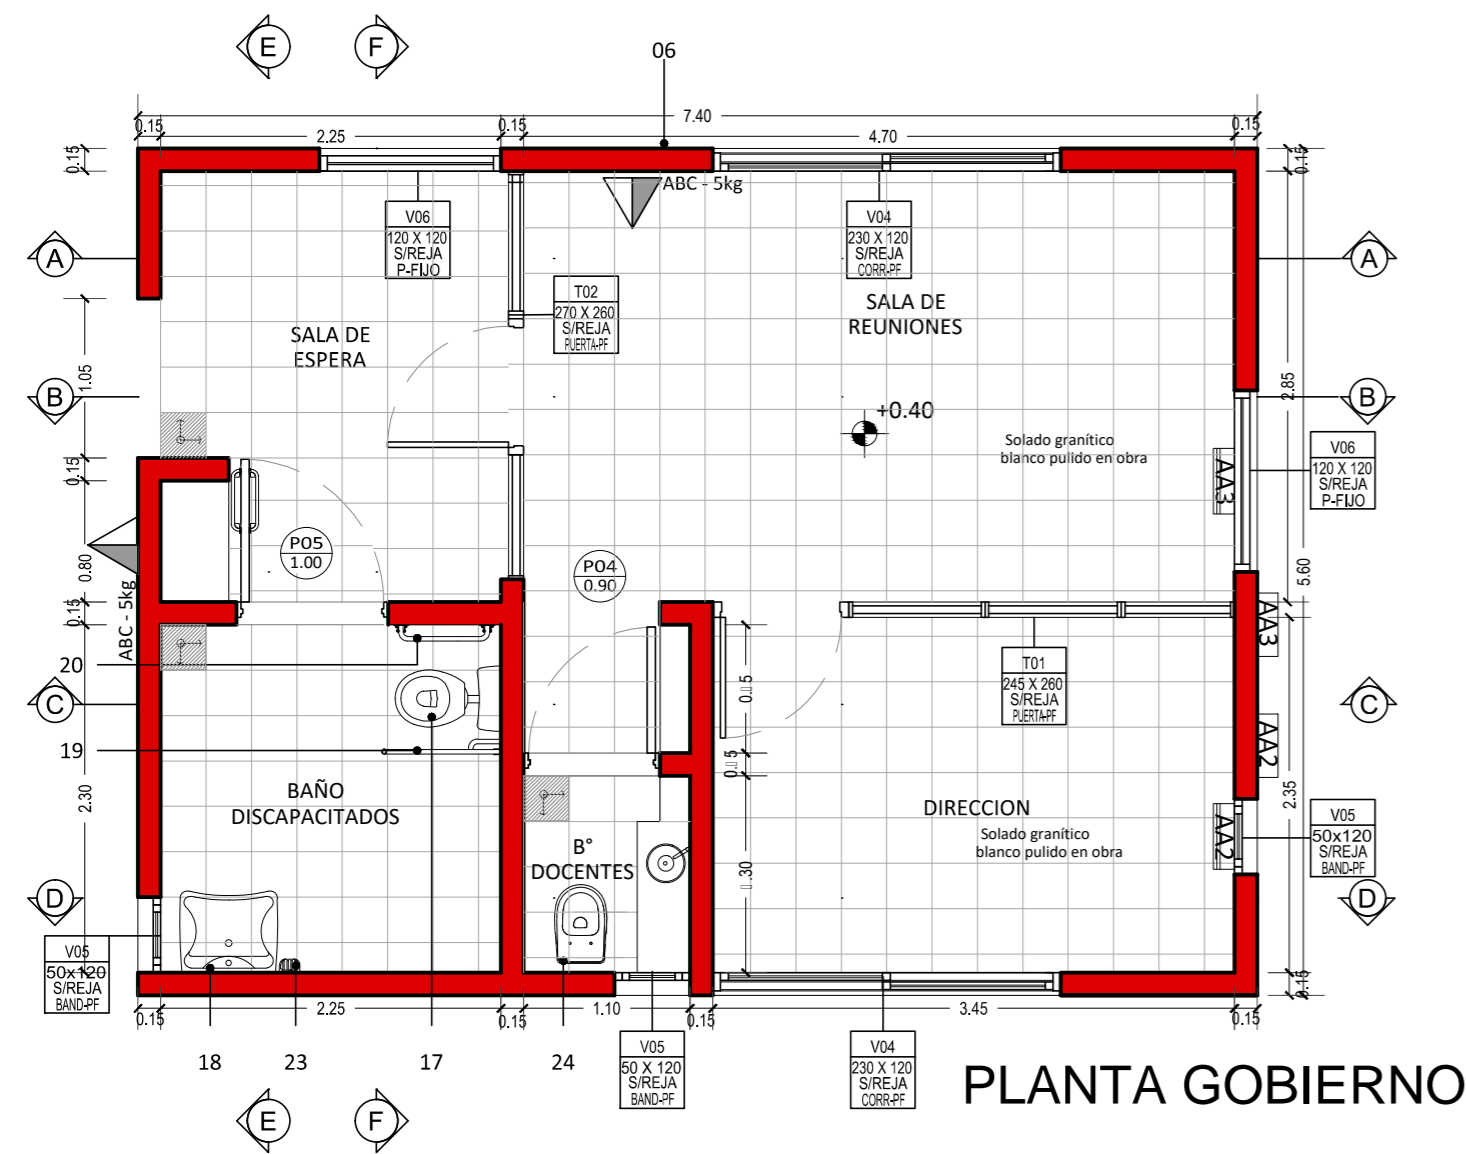 E
F
06
7.40
0.15
2.25
0.15
4.70
0.15
0.15
0.15
ABC - 5kg
V06
120 X 120
S/REJA
P-FIJO
V04
230 X 120
S/REJA
CORR-PF
A
A
T02
270 X 260
S/REJA
PUERTA-PF
SALA DE
REUNIONES
SALA DE
ESPERA
1.05
2.85
B
B
+0.40
Solado granítico
blanco pulido en obra
V06
120 X 120
S/REJA
P-FIJO
AA3
0.15
P05
1.00
P04
0.90
0.80
5.60
ABC - 5kg
0.15
AA3
20
T01
245 X 260
S/REJA
PUERTA-PF
C
C
AA2
19
BAÑO
DISCAPACITADOS
2.30
2.35
DIRECCION
Solado granítico
blanco pulido en obra
AA2
V05
50x120
S/REJA
BAND-PF
B°
DOCENTES
.30
D
D
V05
50x120
S/REJA
BAND-PF
0.15
0.15
2.25
0.15
1.10
0.15
3.45
0.15
18
23
17
24
V05
50 X 120
S/REJA
BAND-PF
V04
230 X 120
S/REJA
CORR-PF
PLANTA GOBIERNO
E
F